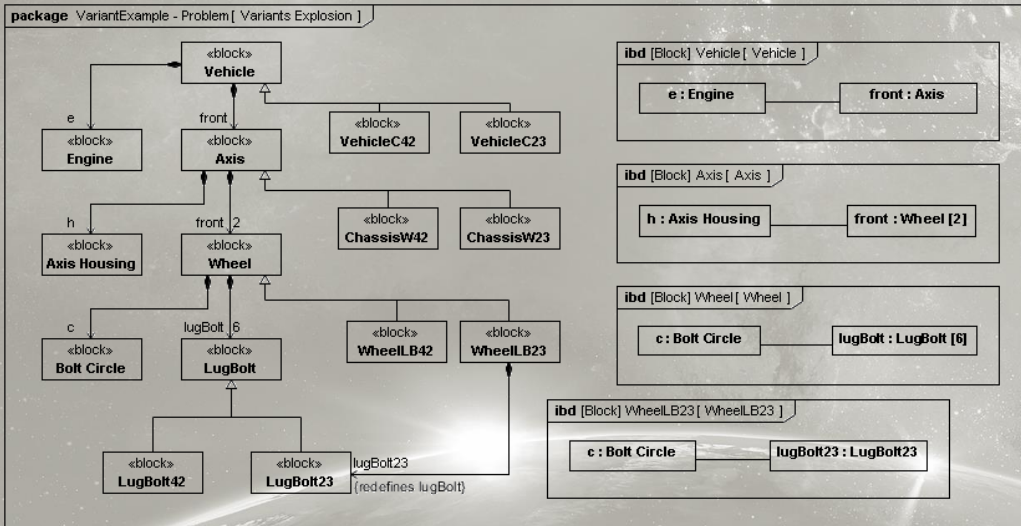 package VariantExample - Problem [ Variants Explosion ]
«block»
Vehicle
e
front
«block»
Engine
«block»
Axis
«block»
VehicleC42
«block»
VehicleC23
h
front 2
«block»
ChassisW42
«block»
ChassisW23
«block»
Axis Housing
«block»
Wheel
c
lugBolt 6
«block»
WheelLB42
«block»
WheelLB23
«block»
Bolt Circle
«block»
LugBolt
«block»
LugBolt42
«block»
LugBolt23
lugBolt23
{redefines lugBolt}
ibd [Block] Vehicle [ Vehicle ]
e : Engine
front : Axis
ibd [Block] Axis [ Axis ]
h : Axis Housing
front : Wheel [2]
ibd [Block] Wheel [ Wheel ]
c : Bolt Circle
lugBolt : LugBolt [6]
ibd [Block] WheelLB23 [ WheelLB23 ]
c : Bolt Circle
lugBolt23 : LugBolt23